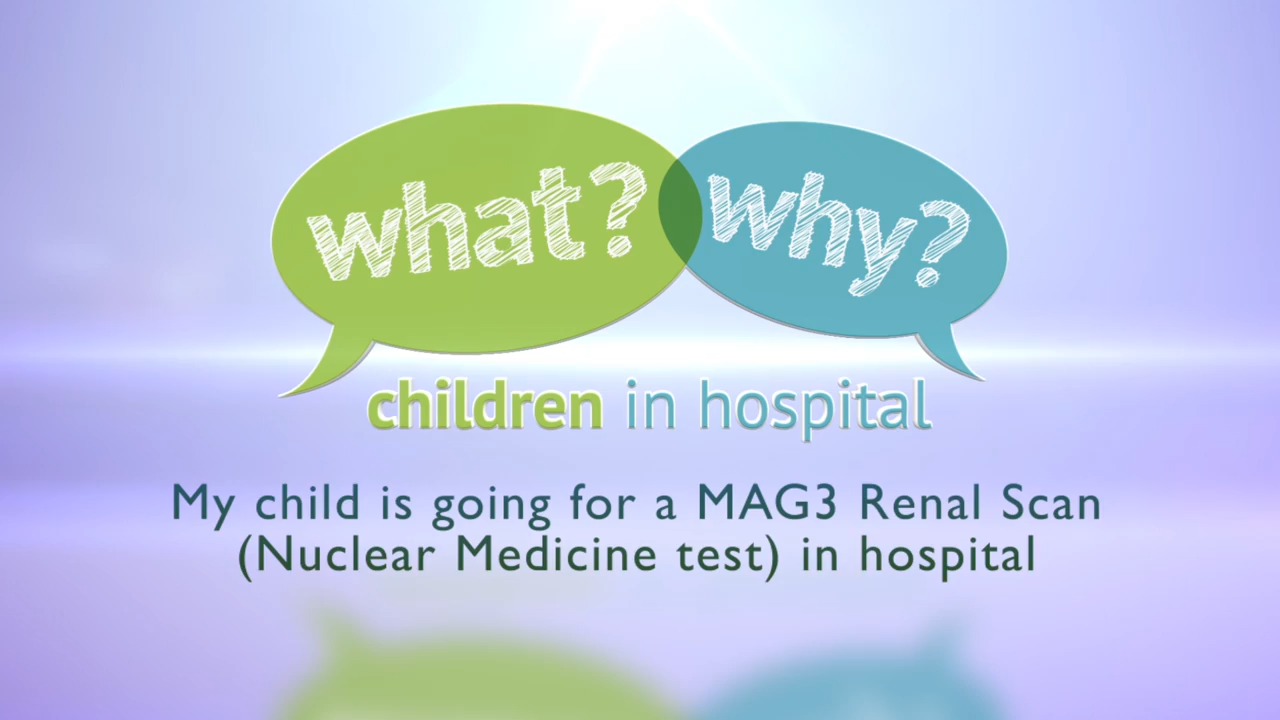 what? why?
children in hospital
My child is going for a MAG3 Renal Scan
(Nuclear Medicine test) in hospital